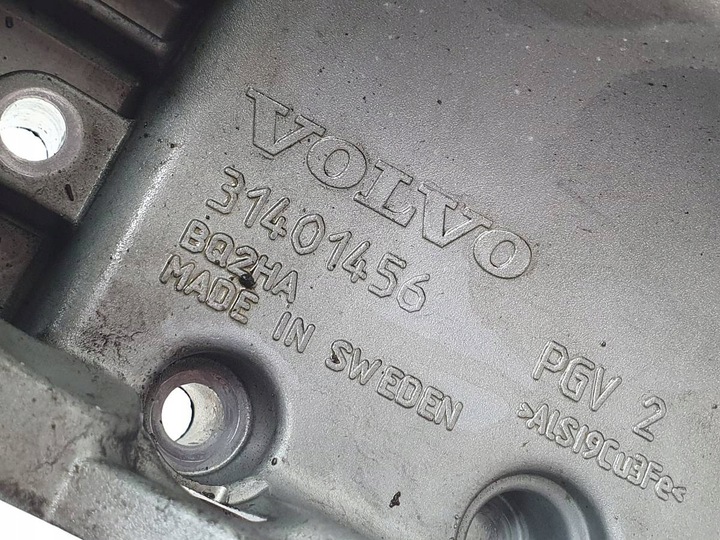 VOLVO
31401456
BQ2HA
MADE IN SWEDEN
PGV 2
>ALSI9Cu3Fe<